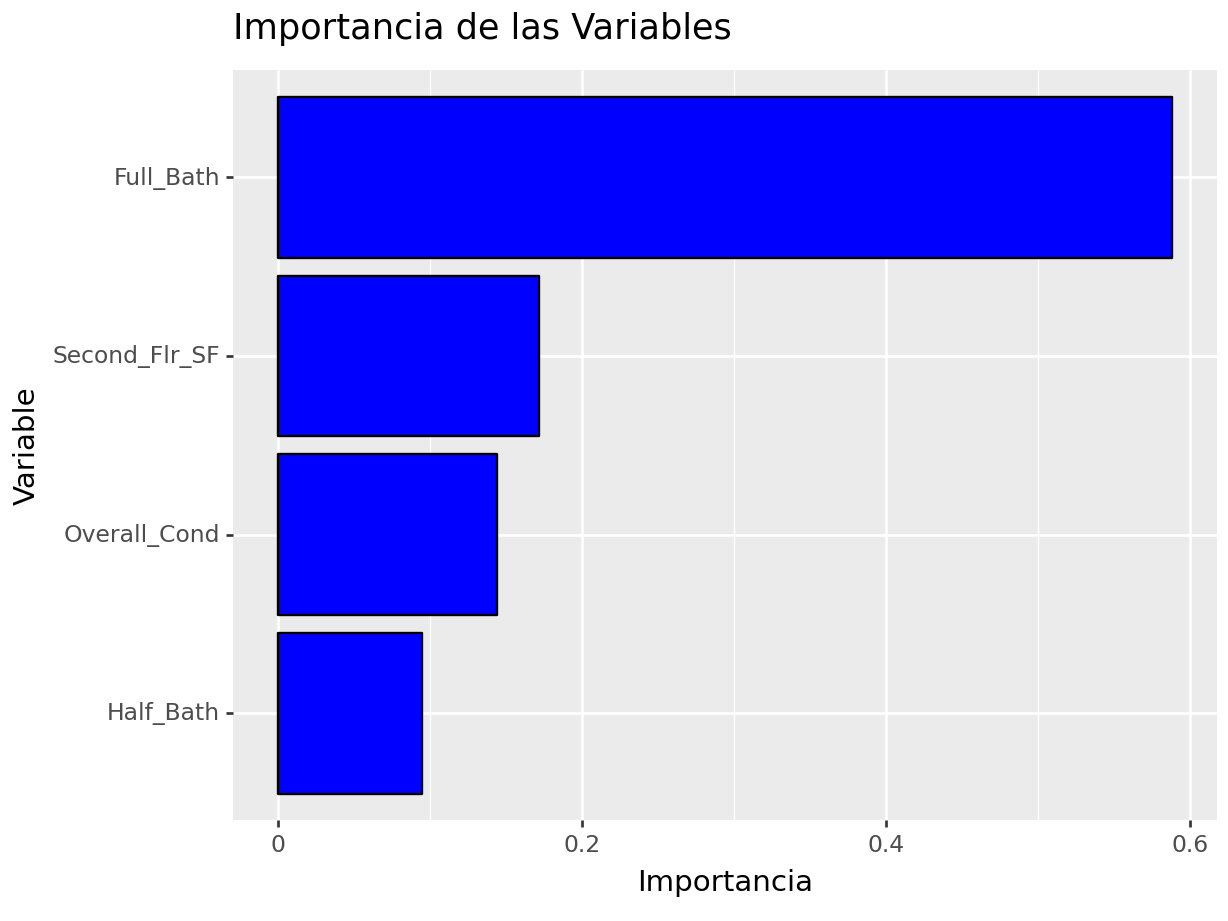 Importancia de las Variables
Full_Bath
Second_Flr_SF
Overall_Cond
Half_Bath
Variable
0 0.2 0.4 0.6
Importancia